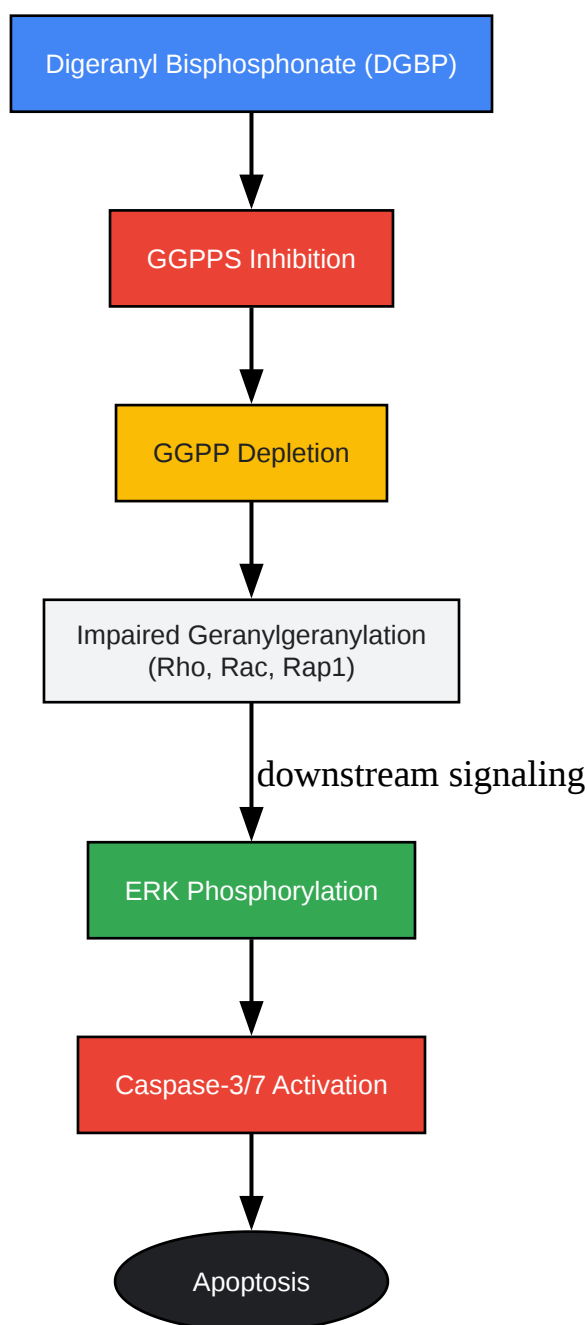 Digeranyl Bisphosphonate (DGBP)
GGPPS Inhibition
GGPP Depletion
Impaired Geranylgeranylation
(Rho, Rac, Rap1)
downstream signaling
ERK Phosphorylation
Caspase-3/7 Activation
Apoptosis